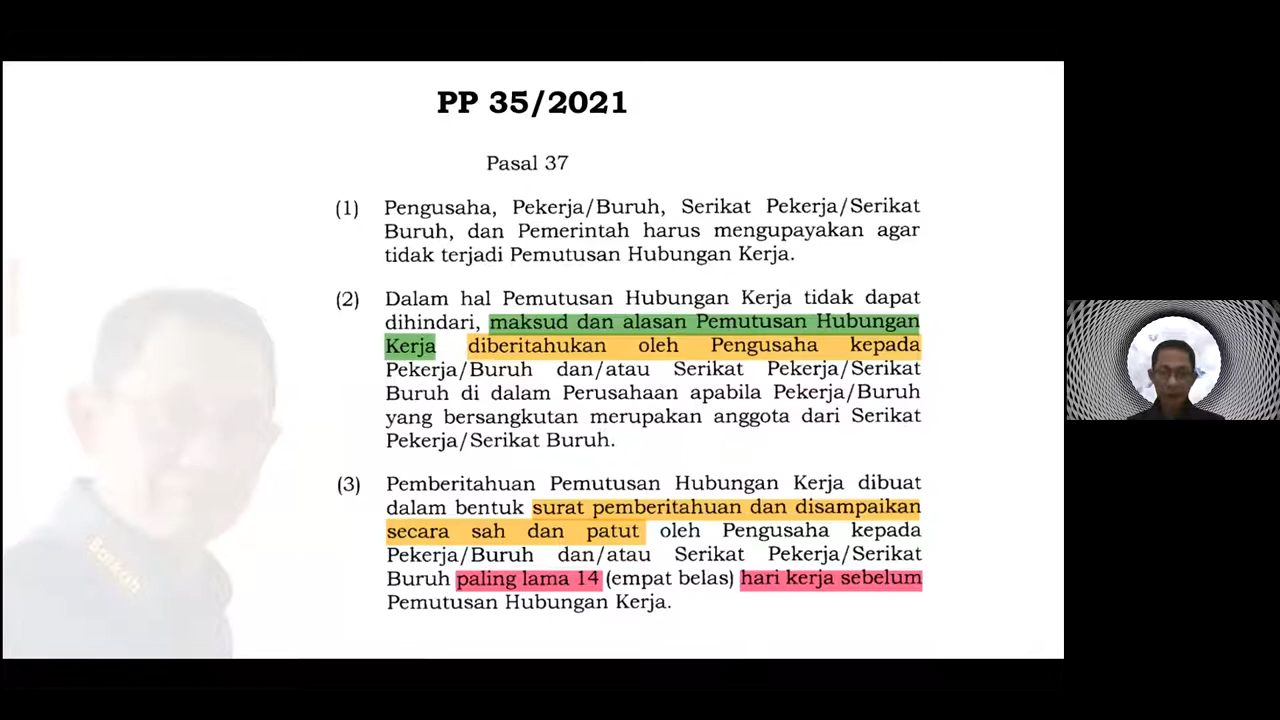 PP 35/2021
Pasal 37
(1) Pengusaha, Pekerja/Buruh, Serikat Pekerja/Serikat
Buruh, dan Pemerintah harus mengupayakan agar
tidak terjadi Pemutusan Hubungan Kerja.
(2) Dalam hal Pemutusan Hubungan Kerja tidak dapat
dihindari, maksud dan alasan Pemutusan Hubungan
Kerja diberitahukan oleh Pengusaha kepada
Pekerja/Buruh dan/atau Serikat Pekerja/Serikat
Buruh di dalam Perusahaan apabila Pekerja/Buruh
yang bersangkutan merupakan anggota dari Serikat
Pekerja/Serikat Buruh.
(3) Pemberitahuan Pemutusan Hubungan Kerja dibuat
dalam bentuk surat pemberitahuan dan disampaikan
secara sah dan patut oleh Pengusaha kepada
Pekerja/Buruh dan/atau Serikat Pekerja/Serikat
Buruh paling lama 14 (empat belas) hari kerja sebelum
Pemutusan Hubungan Kerja.
Barkah